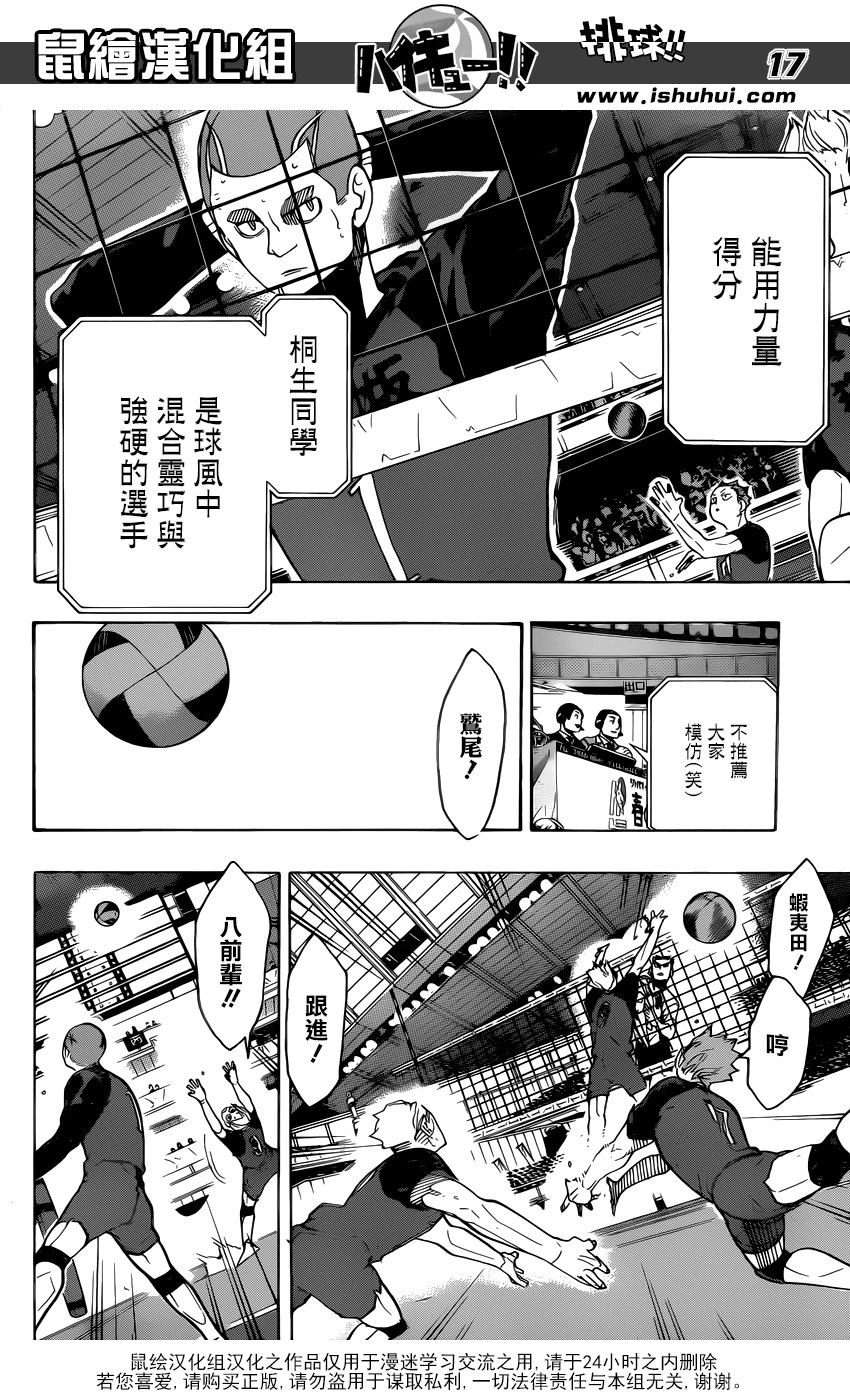 鼠繪漢化組
ハイキュー!!
排球!!
17
www.ishuhui.com
能用力量
得分
桐生同學
是球風中
混合靈巧與
強硬的選手
出口
不推薦
大家
模仿(笑)
鷲尾!
蝦夷田!
哼
跟進!
八前輩!!
鼠绘汉化组汉化之作品仅用于漫迷学习交流之用,请于24小时之内删除
若您喜爱,请购买正版,请勿盗用于谋取私利,一切法律责任与本组无关,谢谢。